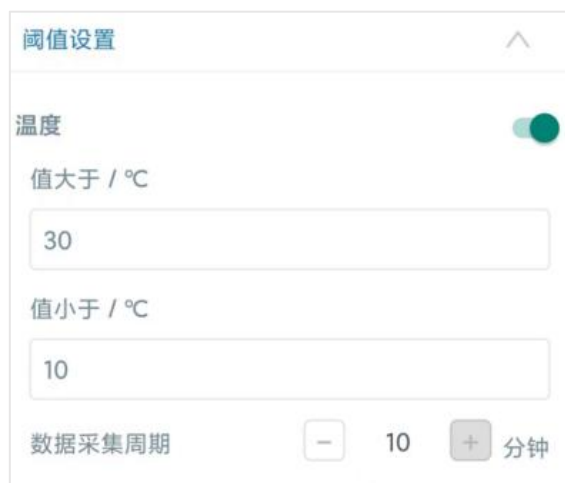 阈值设置
温度
值大于 / ℃
30
值小于 / ℃
10
数据采集周期 - 10 + 分钟